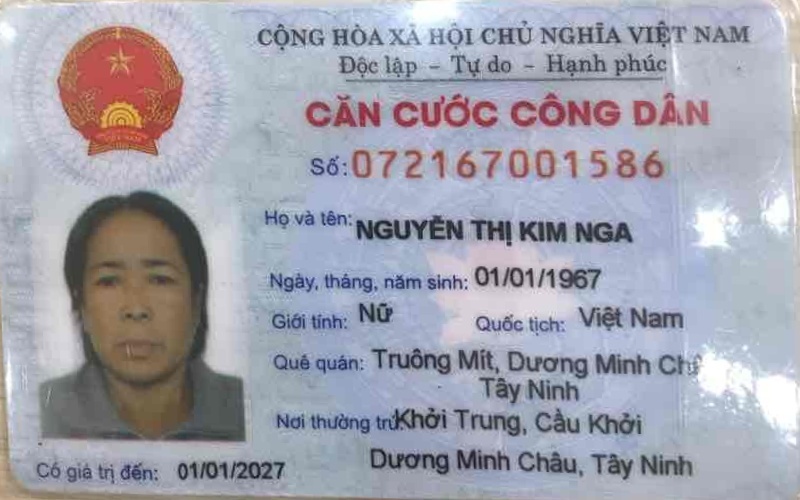 CỘNG HÒA XÃ HỘI CHỦ NGHĨA VIỆT NAM
Độc lập - Tự do - Hạnh phúc
CĂN CƯỚC CÔNG DÂN
Số: 072167001586
Họ và tên: NGUYỄN THỊ KIM NGA
Ngày, tháng, năm sinh: 01/01/1967
Giới tính: Nữ Quốc tịch: Việt Nam
Quê quán: Truông Mít, Dương Minh
Tây Ninh
Nơi thường trú: Khởi Trung, Cầu Khởi
Dương Minh Châu, Tây Ninh
Có giá trị đến: 01/01/2027